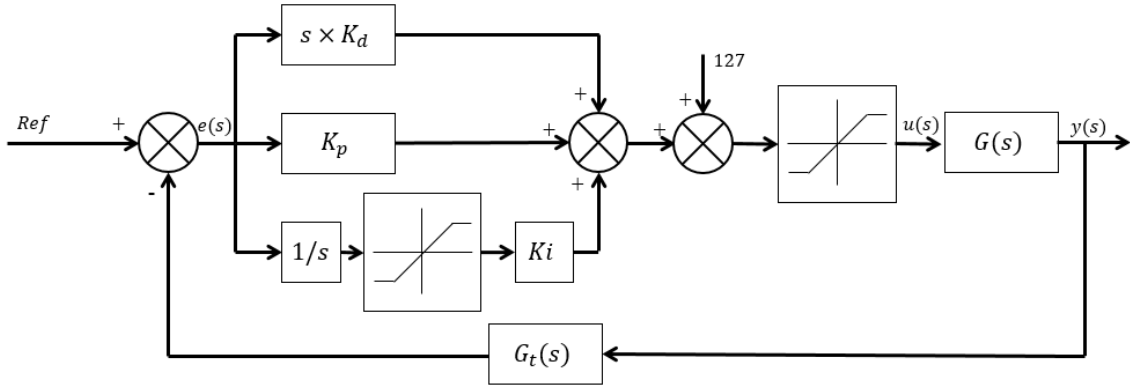 s × K_d
127
+
+
Ref
+
e(s)
K_p
+
+
u(s)
G(s)
y(s)
-
+
1/s
Ki
G_t(s)